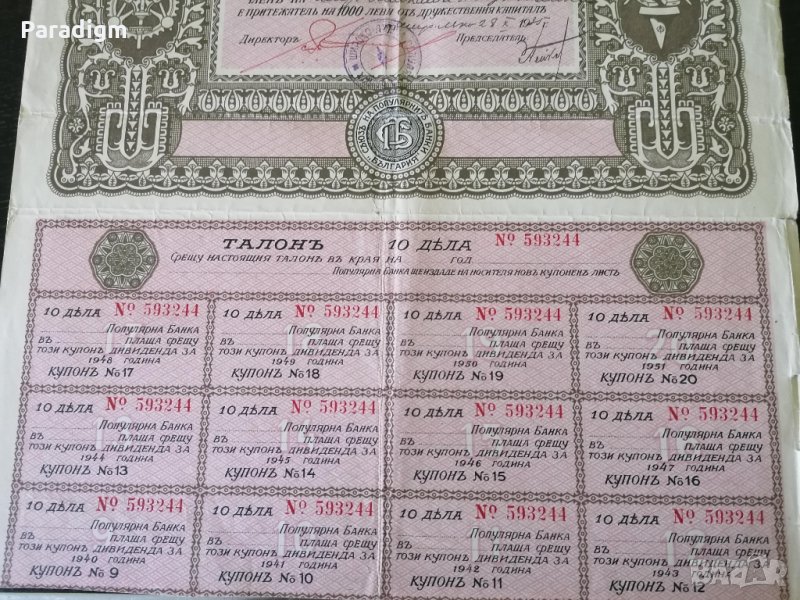 Paradigm
Е ПРИТЕЖАТЕЛЬ НА 1000 ЛЕВА ОТЪ ДРУЖЕСТВЕНИЯ КАПИТАЛЪ
ДИРЕКТОРЪ ПРЕДСЕДАТЕЛЬ
СЪЮЗЪ НА ПОПУЛЯРНИТѢ БАНКИ
БЪЛГАРИЯ
ТАЛОНЪ 10 ДѢЛА № 593244
СРЕЩУ НАСТОЯЩИЯ ТАЛОНЪ ВЪ КРАЯ НА ГОД.
ПОПУЛЯРНА БАНКА ЩЕ ИЗДАДЕ НА НОСИТЕЛЯ НОВЪ КУПОНЕНЪ ЛИСТЪ
10 ДѢЛА № 593244
ПОПУЛЯРНА БАНКА
ВЪ ПЛАЩА СРЕЩУ
ТОЗИ КУПОНЪ ДИВИДЕНДА ЗА
1948 ГОДИНА
КУПОНЪ № 17
10 ДѢЛА № 593244
ПОПУЛЯРНА БАНКА
ВЪ ПЛАЩА СРЕЩУ
ТОЗИ КУПОНЪ ДИВИДЕНДА ЗА
1949 ГОДИНА
КУПОНЪ № 18
10 ДѢЛА № 593244
ПОПУЛЯРНА БАНКА
ВЪ ПЛАЩА СРЕЩУ
ТОЗИ КУПОНЪ ДИВИДЕНДА ЗА
1950 ГОДИНА
КУПОНЪ № 19
10 ДѢЛА № 593244
ПОПУЛЯРНА БАНКА
ВЪ ПЛАЩА СРЕЩУ
ТОЗИ КУПОНЪ ДИВИДЕНДА ЗА
1951 ГОДИНА
КУПОНЪ № 20
10 ДѢЛА № 593244
ПОПУЛЯРНА БАНКА
ВЪ ПЛАЩА СРЕЩУ
ТОЗИ КУПОНЪ ДИВИДЕНДА ЗА
1944 ГОДИНА
КУПОНЪ № 13
10 ДѢЛА № 593244
ПОПУЛЯРНА БАНКА
ВЪ ПЛАЩА СРЕЩУ
ТОЗИ КУПОНЪ ДИВИДЕНДА ЗА
1945 ГОДИНА
КУПОНЪ № 14
10 ДѢЛА № 593244
ПОПУЛЯРНА БАНКА
ВЪ ПЛАЩА СРЕЩУ
ТОЗИ КУПОНЪ ДИВИДЕНДА ЗА
1946 ГОДИНА
КУПОНЪ № 15
10 ДѢЛА № 593244
ПОПУЛЯРНА БАНКА
ВЪ ПЛАЩА СРЕЩУ
ТОЗИ КУПОНЪ ДИВИДЕНДА ЗА
1947 ГОДИНА
КУПОНЪ № 16
10 ДѢЛА № 593244
ПОПУЛЯРНА БАНКА
ВЪ ПЛАЩА СРЕЩУ
ТОЗИ КУПОНЪ ДИВИДЕНДА ЗА
1940 ГОДИНА
КУПОНЪ № 9
10 ДѢЛА № 593244
ПОПУЛЯРНА БАНКА
ВЪ ПЛАЩА СРЕЩУ
ТОЗИ КУПОНЪ ДИВИДЕНДА ЗА
1941 ГОДИНА
КУПОНЪ № 10
10 ДѢЛА № 593244
ПОПУЛЯРНА БАНКА
ВЪ ПЛАЩА СРЕЩУ
ТОЗИ КУПОНЪ ДИВИДЕНДА ЗА
1942 ГОДИНА
КУПОНЪ № 11
10 ДѢЛА № 593244
ПОПУЛЯРНА БАНКА
ВЪ ПЛАЩА СРЕЩУ
ТОЗИ КУПОНЪ ДИВИДЕНДА ЗА
1943 ГОДИНА
КУПОНЪ № 12
BAZAR